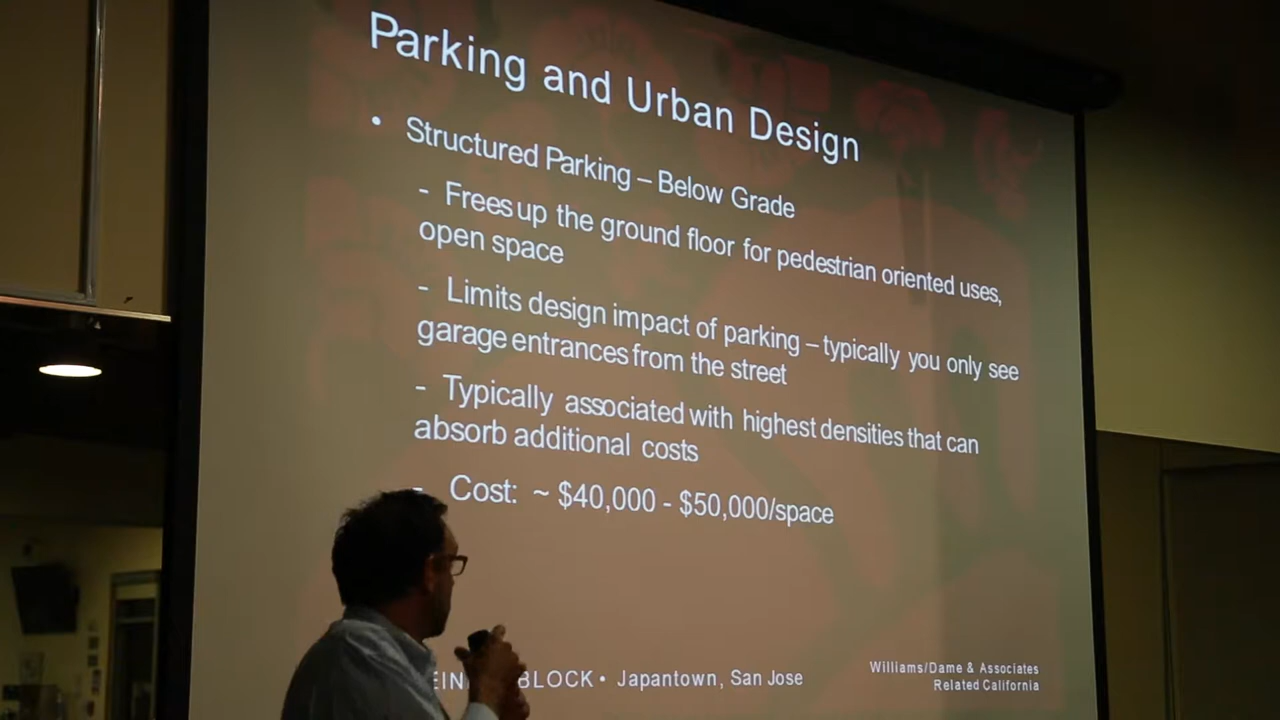 Parking and Urban Design
• Structured Parking – Below Grade
- Frees up the ground floor for pedestrian oriented uses,
open space
- Limits design impact of parking – typically you only see
garage entrances from the street
- Typically associated with highest densities that can
absorb additional costs
- Cost: ~ $40,000 - $50,000/space
BLOCK • Japantown, San Jose
Williams/Dame & Associates
Related California